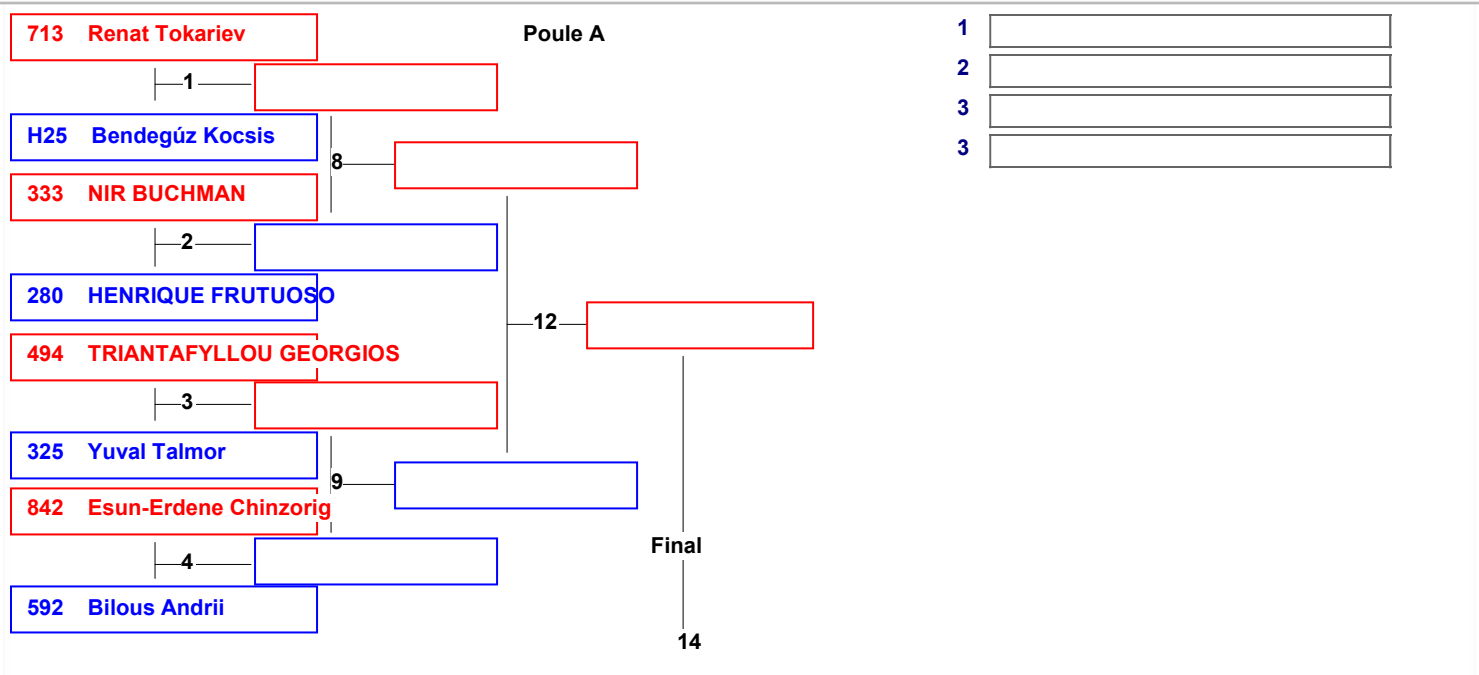 713 Renat Tokariev
Poule A
1
1
2
H25 Bendegúz Kocsis
3
8
3
333 NIR BUCHMAN
2
280 HENRIQUE FRUTUOSO
12
494 TRIANTAFYLLOU GEORGIOS
3
325 Yuval Talmor
9
842 Esun-Erdene Chinzorig
Final
4
592 Bilous Andrii
14